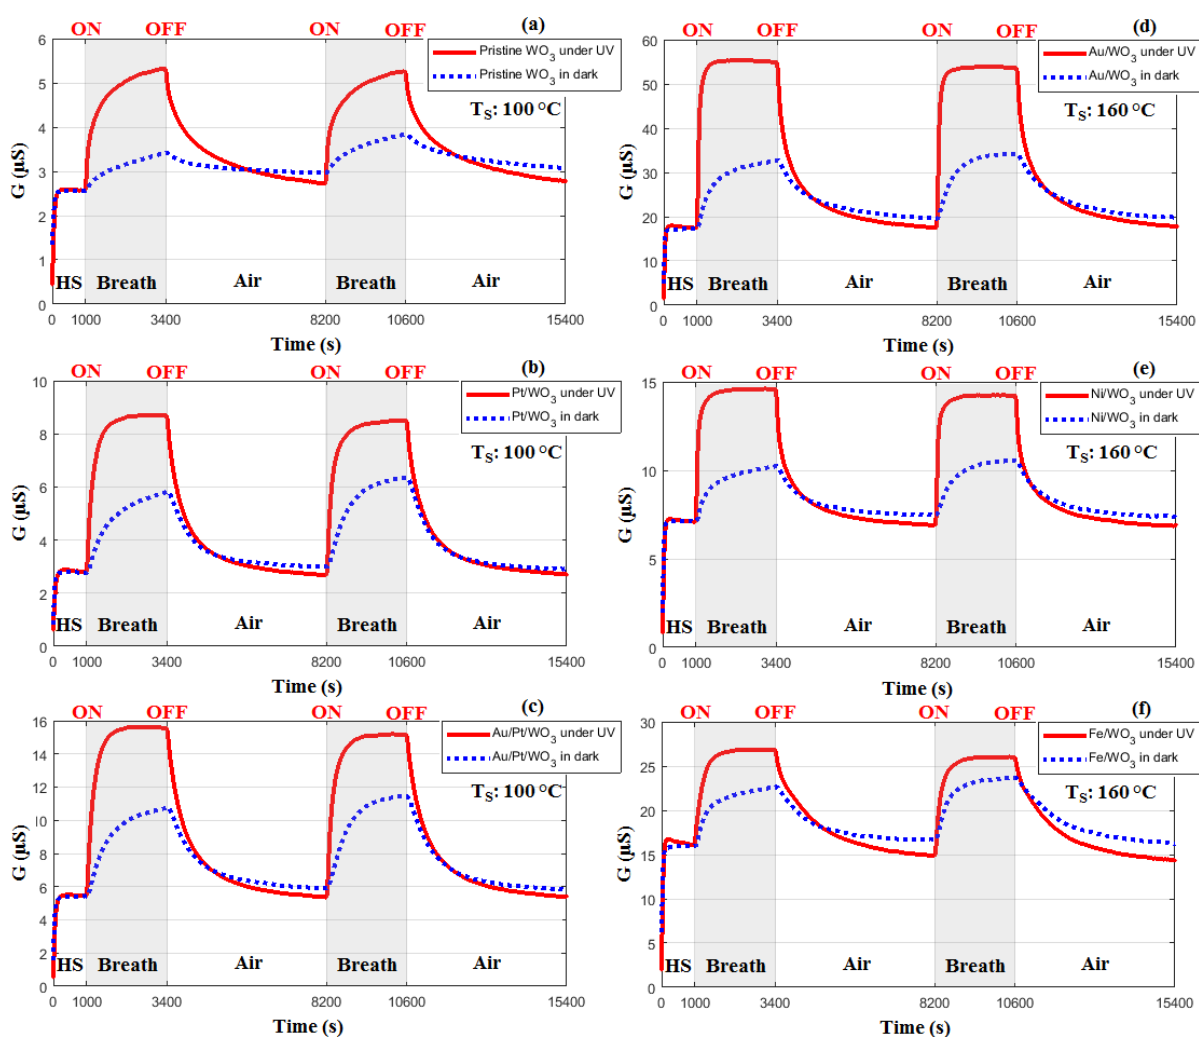 (a)
ON OFF ON OFF
Pristine WO3 under UV
Pristine WO3 in dark
TS: 100 °C
G (µS)
6
5
4
3
2
1
0
HS Breath Air Breath Air
0 1000 3400 8200 10600 15400
Time (s)
(b)
ON OFF ON OFF
Pt/WO3 under UV
Pt/WO3 in dark
TS: 100 °C
G (µS)
10
8
6
4
2
0
HS Breath Air Breath Air
0 1000 3400 8200 10600 15400
Time (s)
(c)
ON OFF ON OFF
Au/Pt/WO3 under UV
Au/Pt/WO3 in dark
TS: 100 °C
G (µS)
16
14
12
10
8
6
4
2
0
HS Breath Air Breath Air
0 1000 3400 8200 10600 15400
Time (s)
(d)
ON OFF ON OFF
Au/WO3 under UV
Au/WO3 in dark
TS: 160 °C
G (µS)
60
50
40
30
20
10
0
HS Breath Air Breath Air
0 1000 3400 8200 10600 15400
Time (s)
(e)
ON OFF ON OFF
Ni/WO3 under UV
Ni/WO3 in dark
TS: 160 °C
G (µS)
15
10
5
0
HS Breath Air Breath Air
0 1000 3400 8200 10600 15400
Time (s)
(f)
ON OFF ON OFF
Fe/WO3 under UV
Fe/WO3 in dark
TS: 160 °C
G (µS)
30
25
20
15
10
5
0
HS Breath Air Breath Air
0 1000 3400 8200 10600 15400
Time (s)